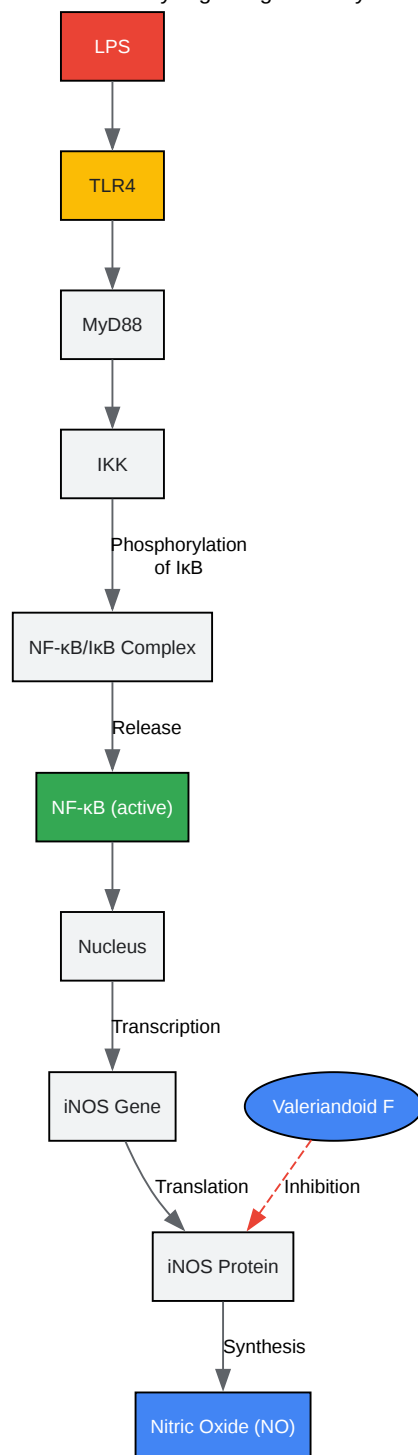 LPS
TLR4
MyD88
IKK
Phosphorylation
of IκB
NF-κB/IκB Complex
Release
NF-κB (active)
Nucleus
Transcription
iNOS Gene
Valeriandoid F
Translation
Inhibition
iNOS Protein
Synthesis
Nitric Oxide (NO)